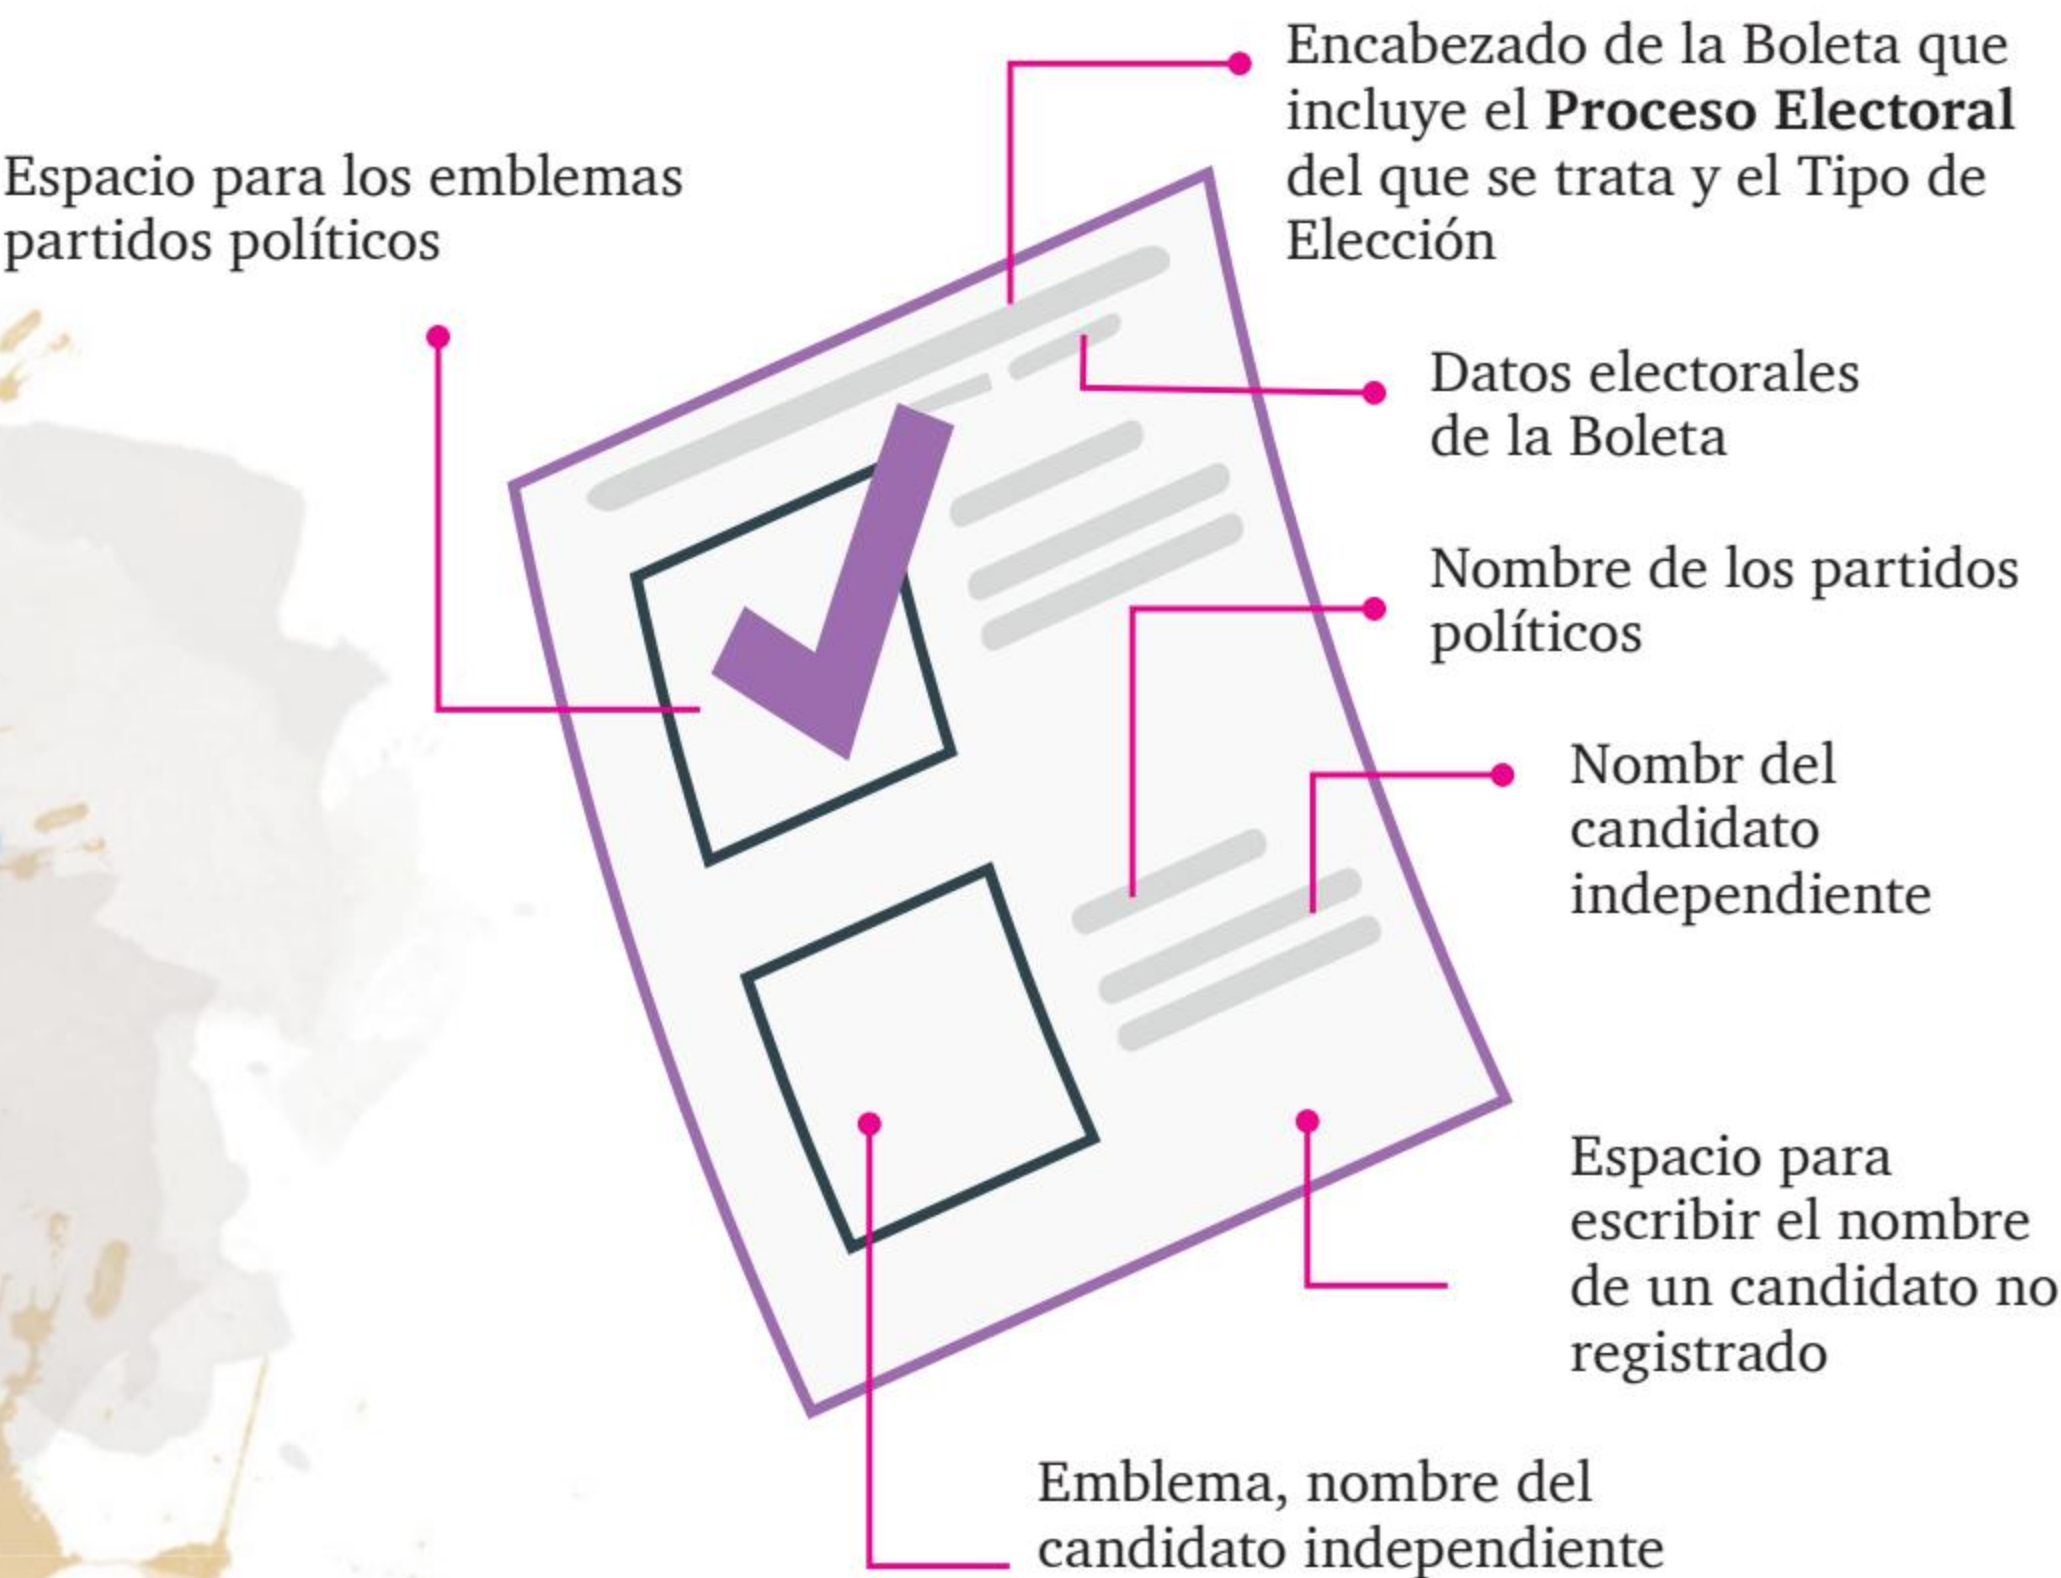 Encabezado de la Boleta que
incluye el Proceso Electoral
del que se trata y el Tipo de
Elección
Espacio para los emblemas
partidos políticos
Datos electorales
de la Boleta
Nombre de los partidos
políticos
Nombr del
candidato
independiente
Espacio para
escribir el nombre
de un candidato no
registrado
Emblema, nombre del
candidato independiente